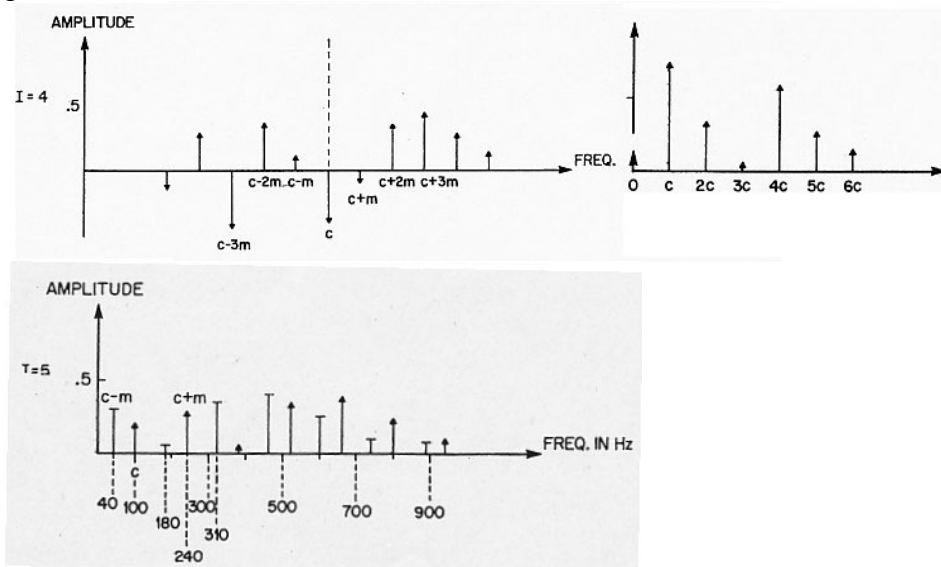 AMPLITUDE
I=4
.5
FREQ.
c-2m
c-m
c+2m
c+3m
c+m
c-3m
c
0
c
2c
3c
4c
5c
6c
AMPLITUDE
I=5
.5
c-m
c+m
FREQ. IN Hz
c
40
100
180
240
300
310
500
700
900